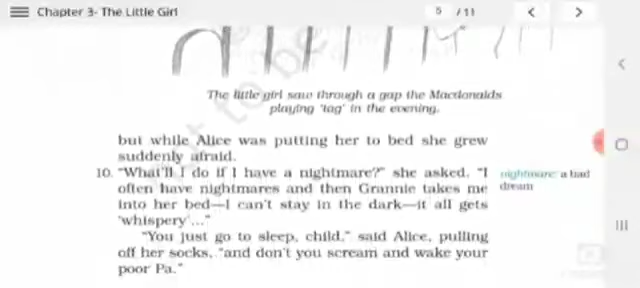 Chapter 3- The Little Girl
5 /11
The little girl saw through a gap the Macdonalds
playing 'tag' in the evening.
but while Alice was putting her to bed she grew
suddenly afraid.
10. "What'll I do if I have a nightmare?" she asked. "I
often have nightmares and then Grannie takes me
into her bed—I can't stay in the dark—it all gets
'whispery'..."
nightmare: a bad
dream
"You just go to sleep, child," said Alice, pulling
off her socks, "and don't you scream and wake your
poor Pa."